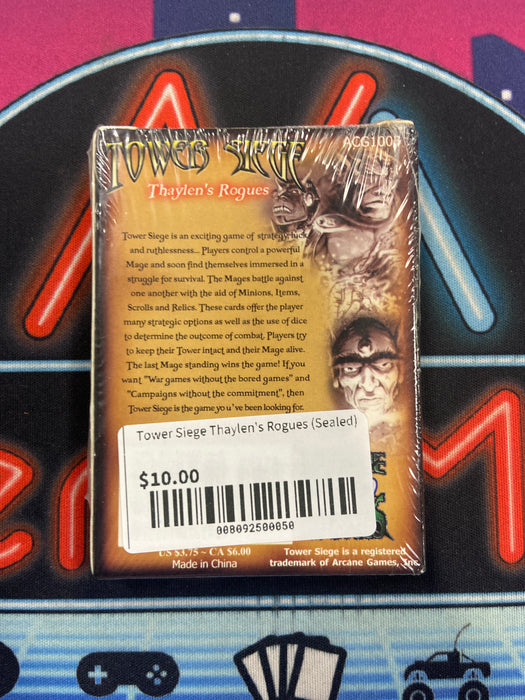 TOWER SIEGE
ACG1003
Thaylen's Rogues
Tower Siege is an exciting game of strategy, luck
and ruthlessness... Players control a powerful
Mage and soon find themselves immersed in a
struggle for survival. The Mages battle against
one another with the aid of Minions, Items,
Scrolls and Relics. These cards offer the player
many strategic options as well as the use of dice
to determine the outcome of combat. Players try
to keep their Tower intact and their Mage alive.
The last Mage standing wins the game! If you
want "War games without the bored games" and
"Campaigns without the commitment", then
Tower Siege is the game you've been looking for.
Tower Siege Thaylen's Rogues (Sealed)
$10.00
008092500050
US $3.75 ~ CA $6.00
Made in China
Tower Siege is a registered
trademark of Arcane Games, Inc.